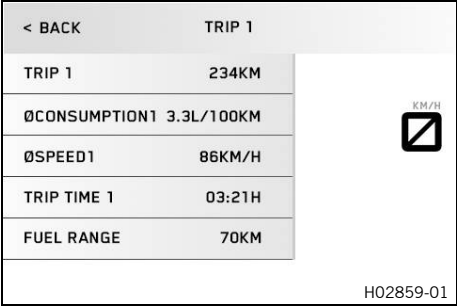 < BACK TRIP 1
TRIP 1 234KM
ØCONSUMPTION1 3.3L/100KM
KM/H
0
ØSPEED1 86KM/H
TRIP TIME 1 03:21H
FUEL RANGE 70KM
H02859-01